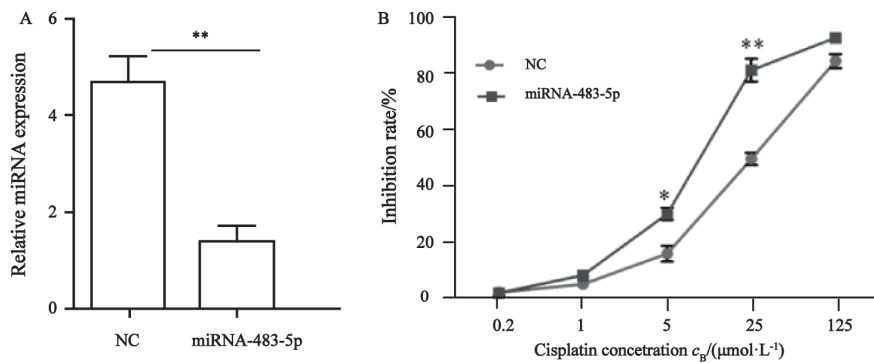 A
Relative miRNA expression
6
4
2
0
**
NC
miRNA-483-5p
B
Inhibition rate/%
100
80
60
40
20
0
NC
miRNA-483-5p
*
**
0.2
1
5
25
125
Cisplatin concetration c_B/(μmol·L⁻¹)